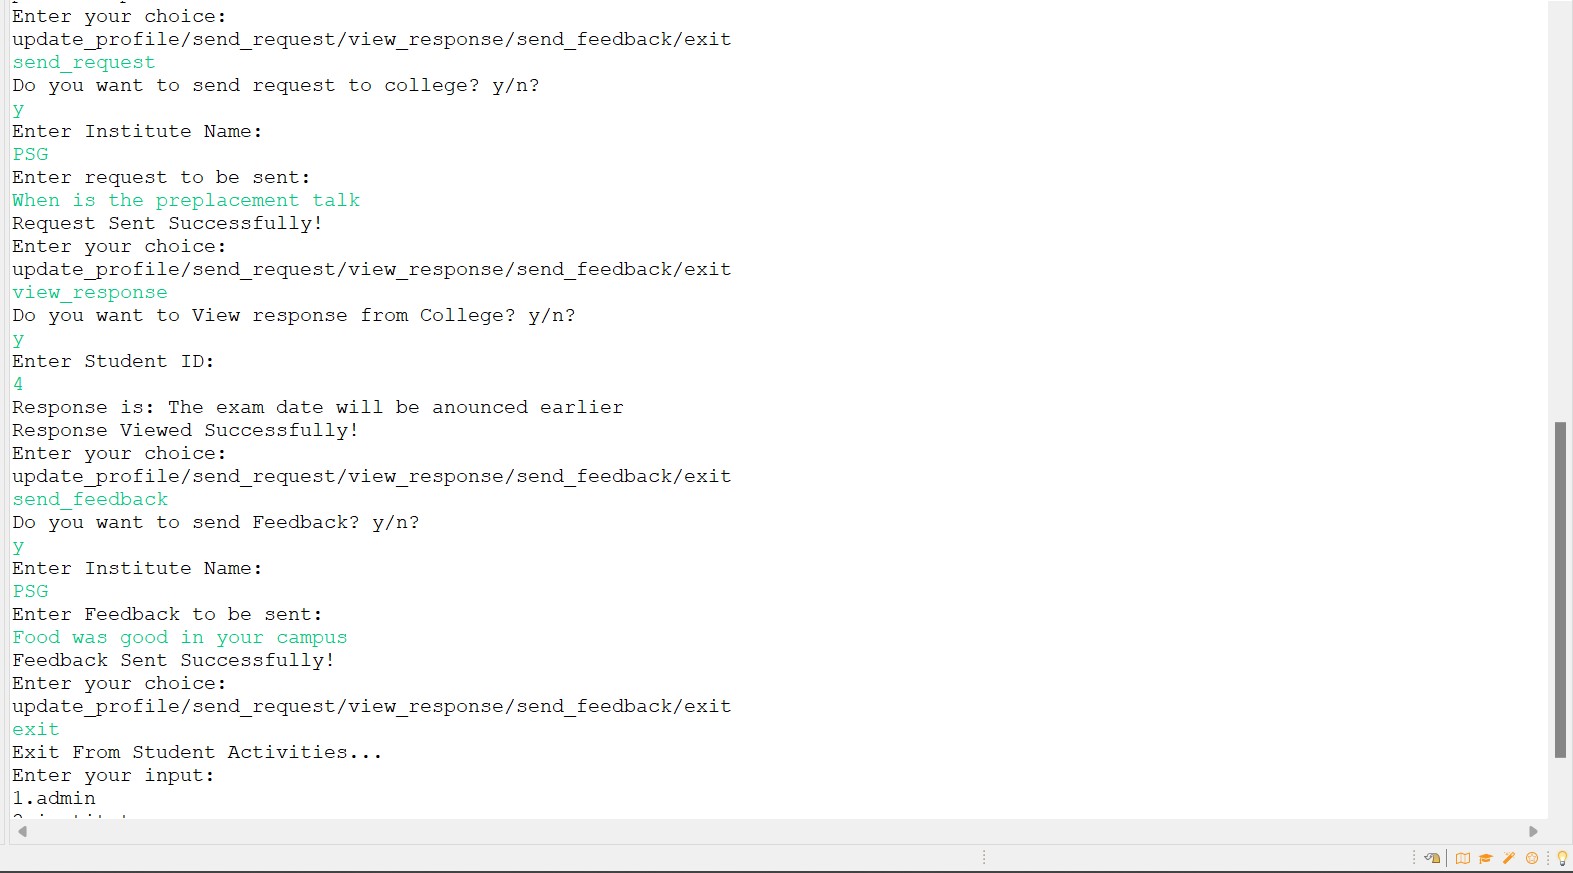 Enter your choice:
update_profile/send_request/view_response/send_feedback/exit
send_request
Do you want to send request to college? y/n?
y
Enter Institute Name:
PSG
Enter request to be sent:
When is the preplacement talk
Request Sent Successfully!
Enter your choice:
update_profile/send_request/view_response/send_feedback/exit
view_response
Do you want to View response from College? y/n?
y
Enter Student ID:
4
Response is: The exam date will be anounced earlier
Response Viewed Successfully!
Enter your choice:
update_profile/send_request/view_response/send_feedback/exit
send_feedback
Do you want to send Feedback? y/n?
y
Enter Institute Name:
PSG
Enter Feedback to be sent:
Food was good in your campus
Feedback Sent Successfully!
Enter your choice:
update_profile/send_request/view_response/send_feedback/exit
exit
Exit From Student Activities...
Enter your input:
1.admin